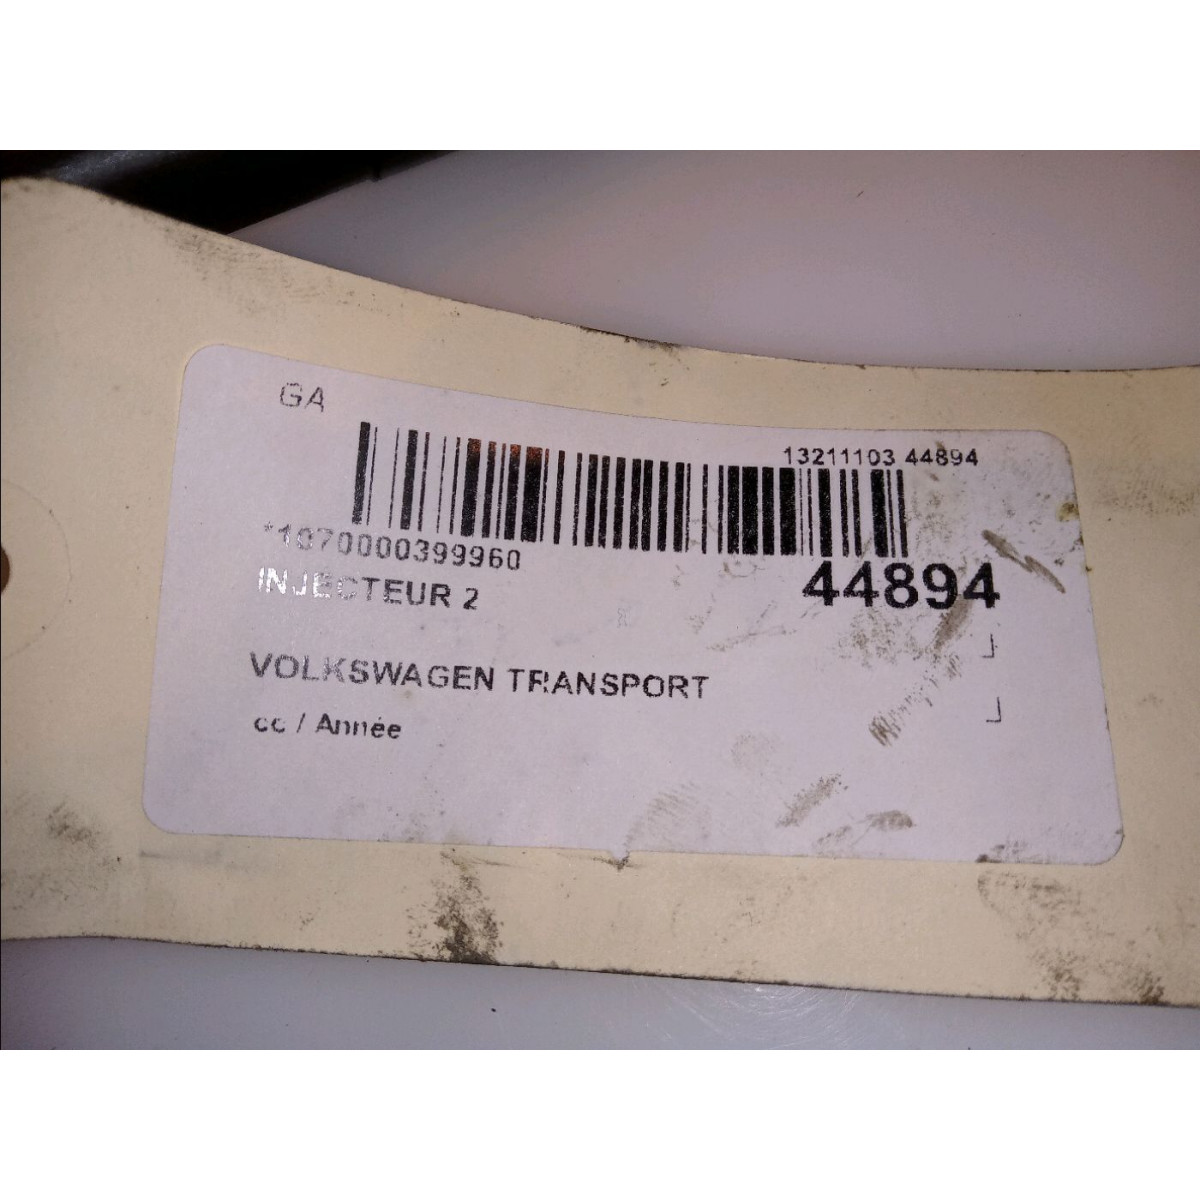 GA
13211103 44894
*1070000399960
INJECTEUR 2
44894
VOLKSWAGEN TRANSPORT
cc / Année